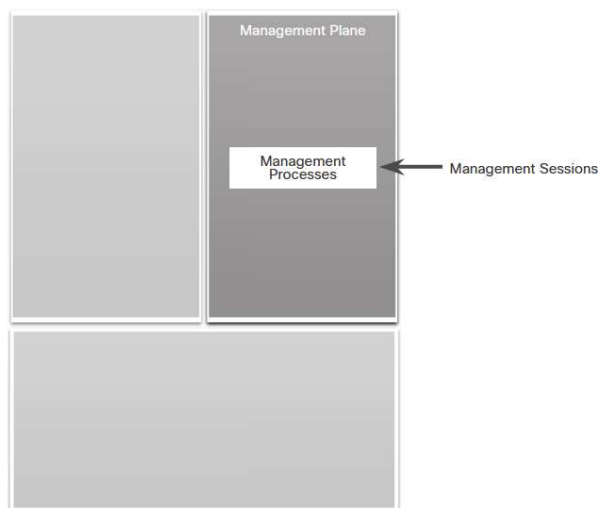 Management Plane
Management
Processes
Management Sessions